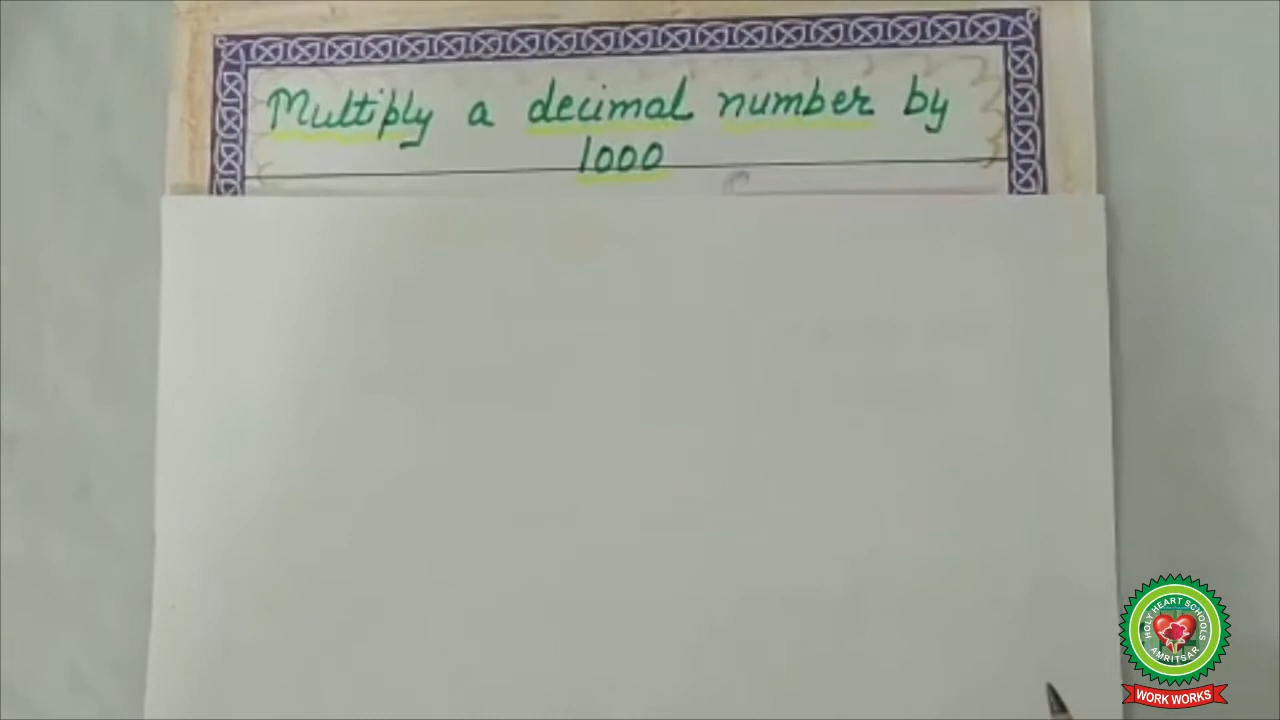 Multiply a decimal number by
1000
HOLY HEART SCHOOLS
AMRITSAR
WORK WORKS